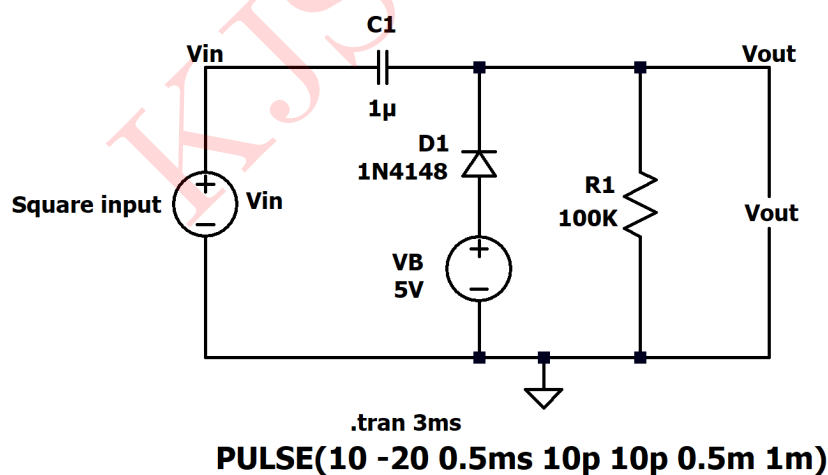 KJS
C1
Vin
Vout
1µ
D1
1N4148
R1
100K
Square input
Vin
Vout
VB
5V
.tran 3ms
PULSE(10 -20 0.5ms 10p 10p 0.5m 1m)